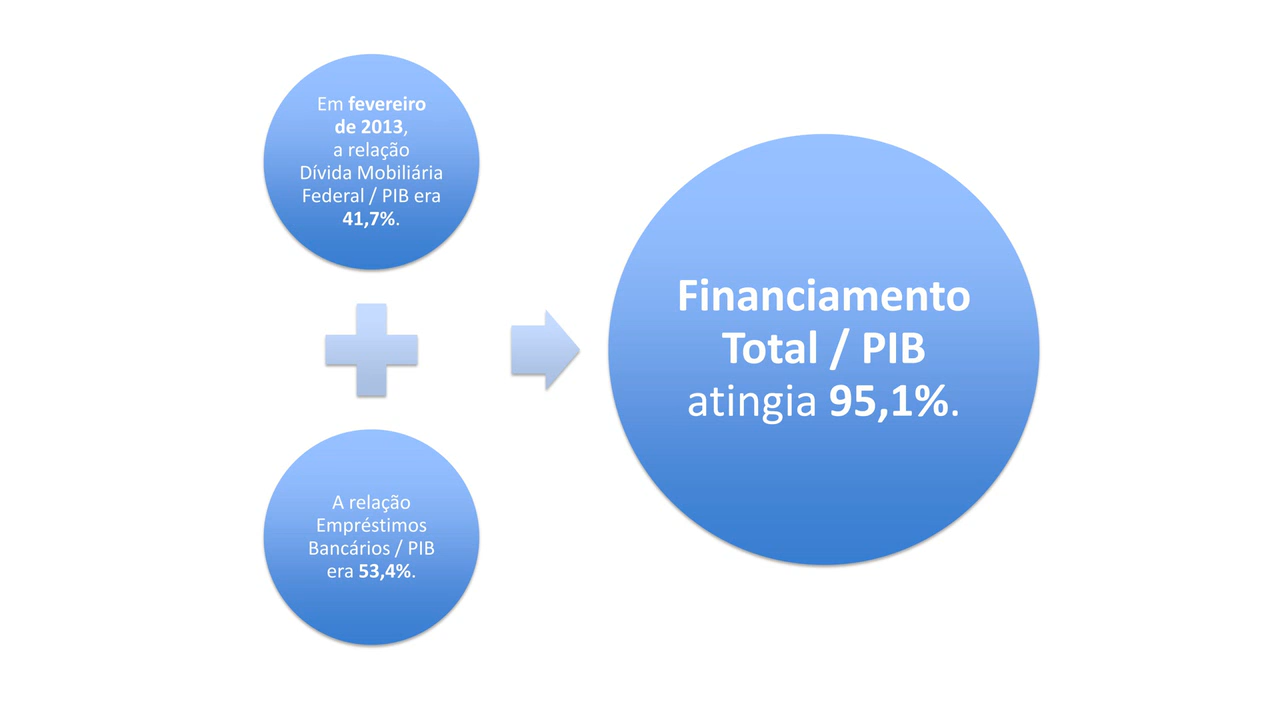 Em fevereiro
de 2013,
a relação
Dívida Mobiliária
Federal / PIB era
41,7%.
A relação
Empréstimos
Bancários / PIB
era 53,4%.
Financiamento
Total / PIB
atingia 95,1%.